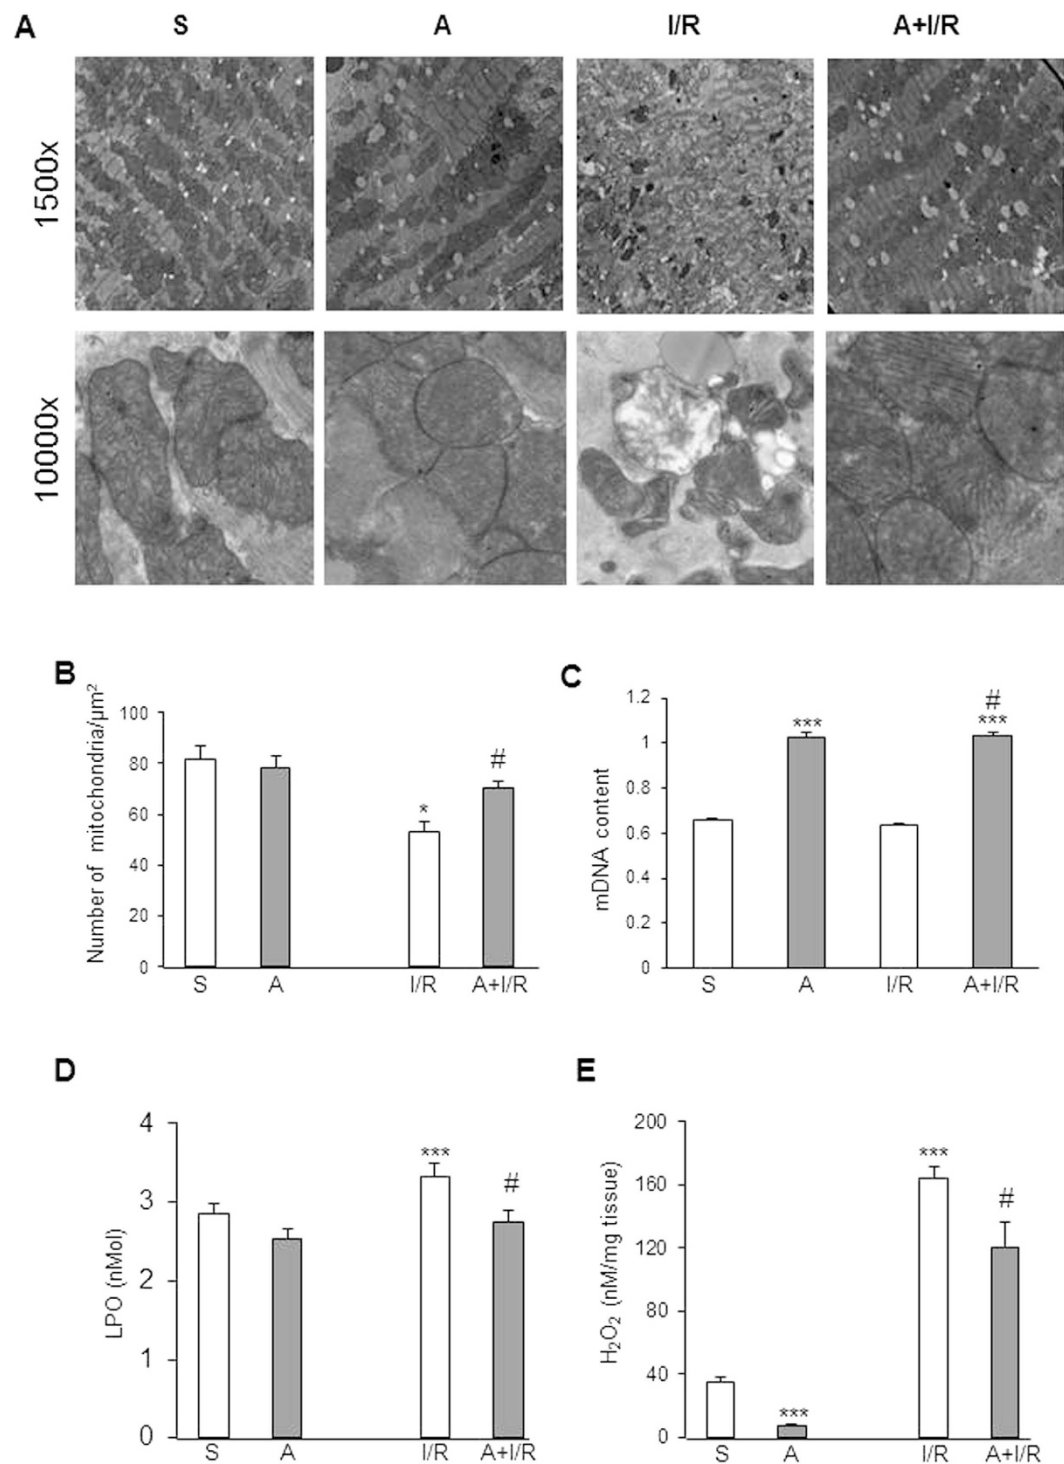 A
S A I/R A+I/R
1500x
10000x
B
Number of mitochondria/μm²
100
80
60
40
20
0
* #
S A I/R A+I/R
C
mDNA content
1.2
1
0.8
0.6
0.4
0.2
0
#
*** ***
S A I/R A+I/R
D
LPO (nMol)
4
3
2
1
0
*** #
S A I/R A+I/R
E
H₂O₂ (nM/mg tissue)
200
160
120
80
40
0
*** *** #
S A I/R A+I/R